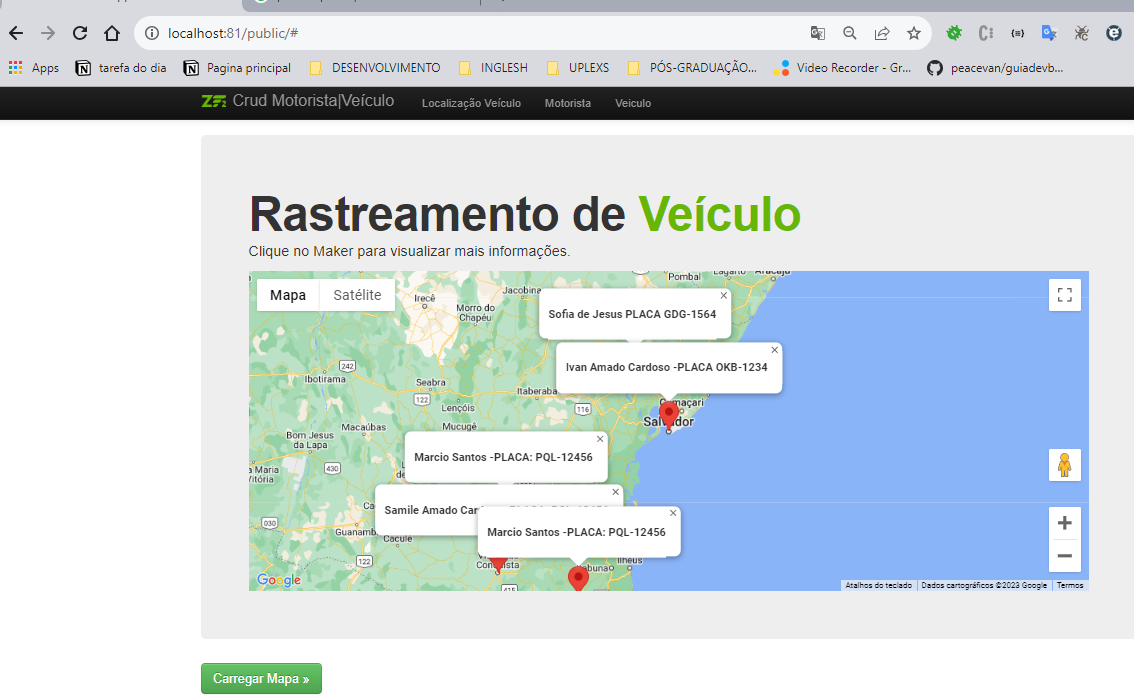 localhost:81/public/#
Apps
tarefa do dia
Pagina principal
DESENVOLVIMENTO
INGLESH
UPLEXS
PÓS-GRADUAÇÃO...
Video Recorder - Gr...
peacevan/guiadevb...
Crud Motorista|Veículo
Localização Veículo
Motorista
Veiculo
Rastreamento de Veículo
Clique no Maker para visualizar mais informações.
Mapa
Satélite
Irecê
Jacobina
Pombal
Lagarto
Aracaju
Morro do
Chapéu
Sofia de Jesus PLACA GDG-1564
Ivan Amado Cardoso -PLACA OKB-1234
242
Ibotirama
Seabra
122
Itaberaba
116
Lençóis
Camaçari
Salvador
Macaúbas
Mucugê
Bom Jesus
da Lapa
430
Maria
Vitória
Marcio Santos -PLACA: PQL-12456
Samile Amado Car
Marcio Santos -PLACA: PQL-12456
030
Guanambi
Caculé
122
Conquista
Ilhéus
Itabuna
415
Google
Atalhos do teclado
Dados cartográficos ©2023 Google
Termos
Carregar Mapa »